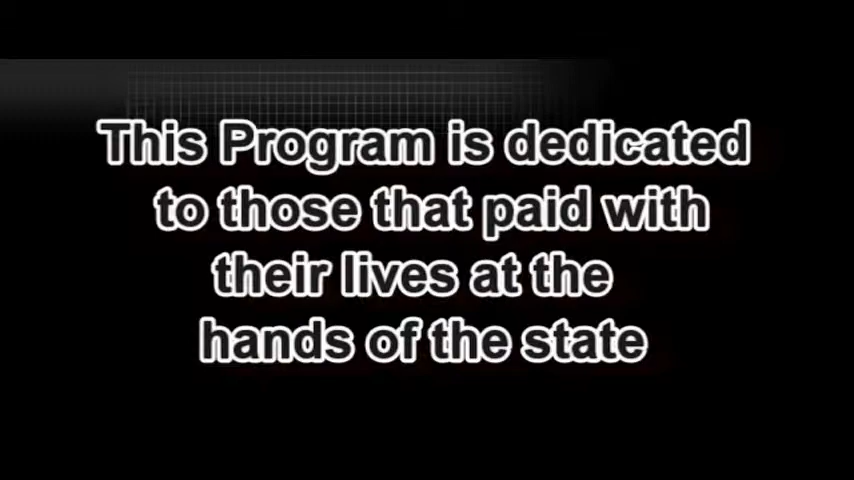 This Program is dedicated
to those that paid with
their lives at the
hands of the state